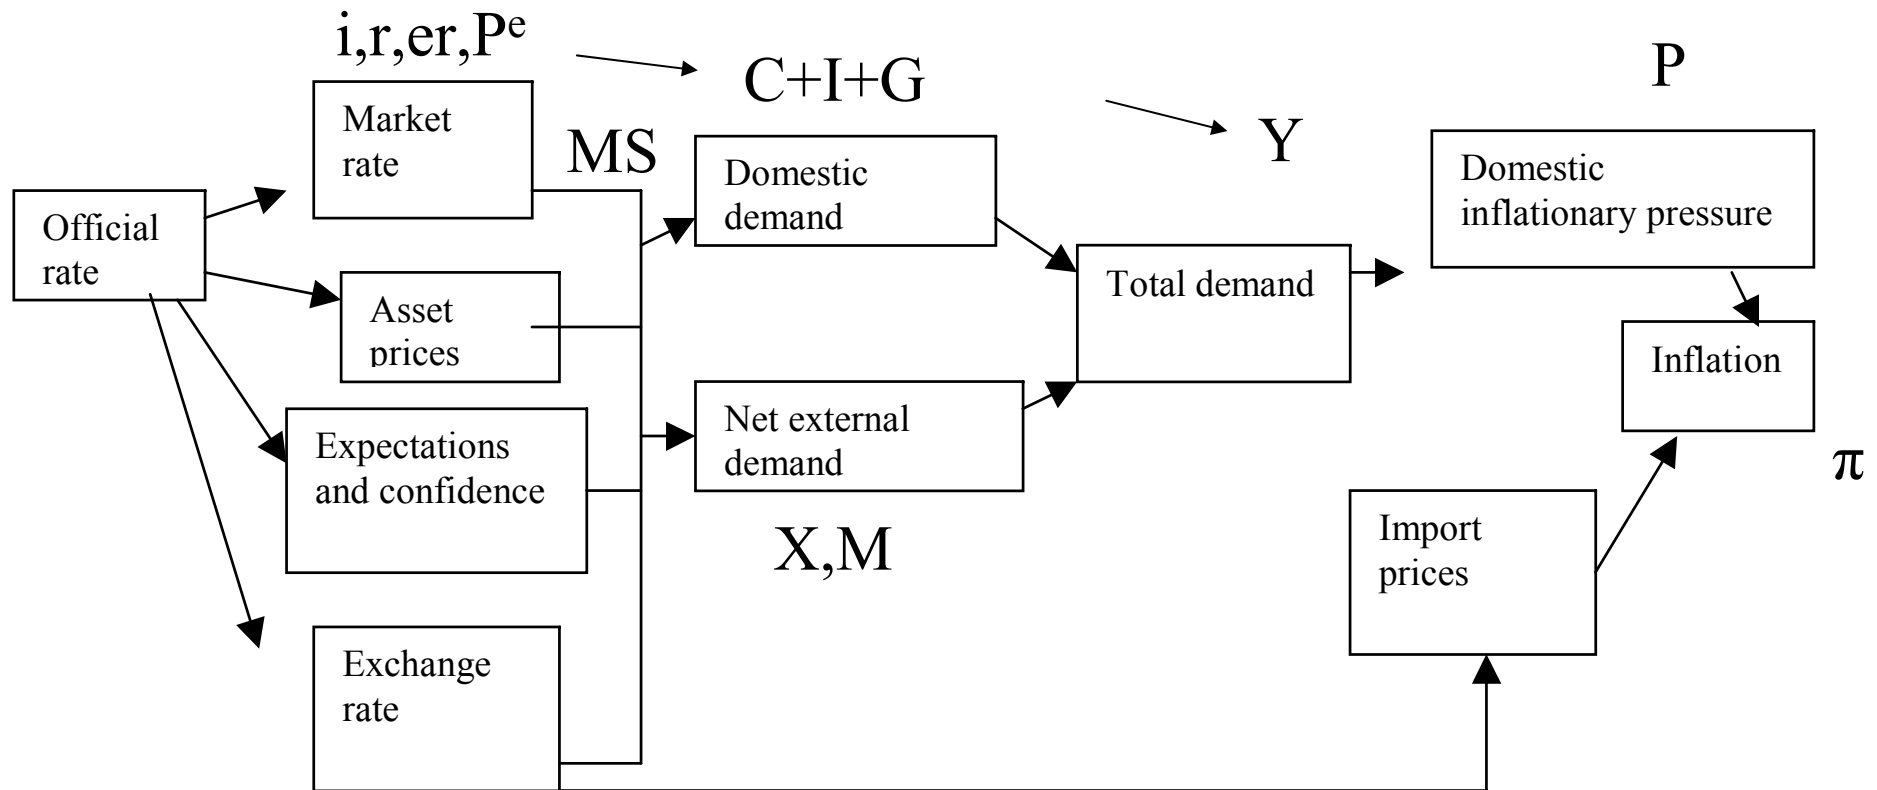 i,r,er,Pᵉ
C+I+G
P
MS
Y
Market
rate
Official
rate
Asset
prices
Expectations
and confidence
Exchange
rate
Domestic
demand
Net external
demand
X,M
Total demand
Domestic
inflationary pressure
Inflation
π
Import
prices